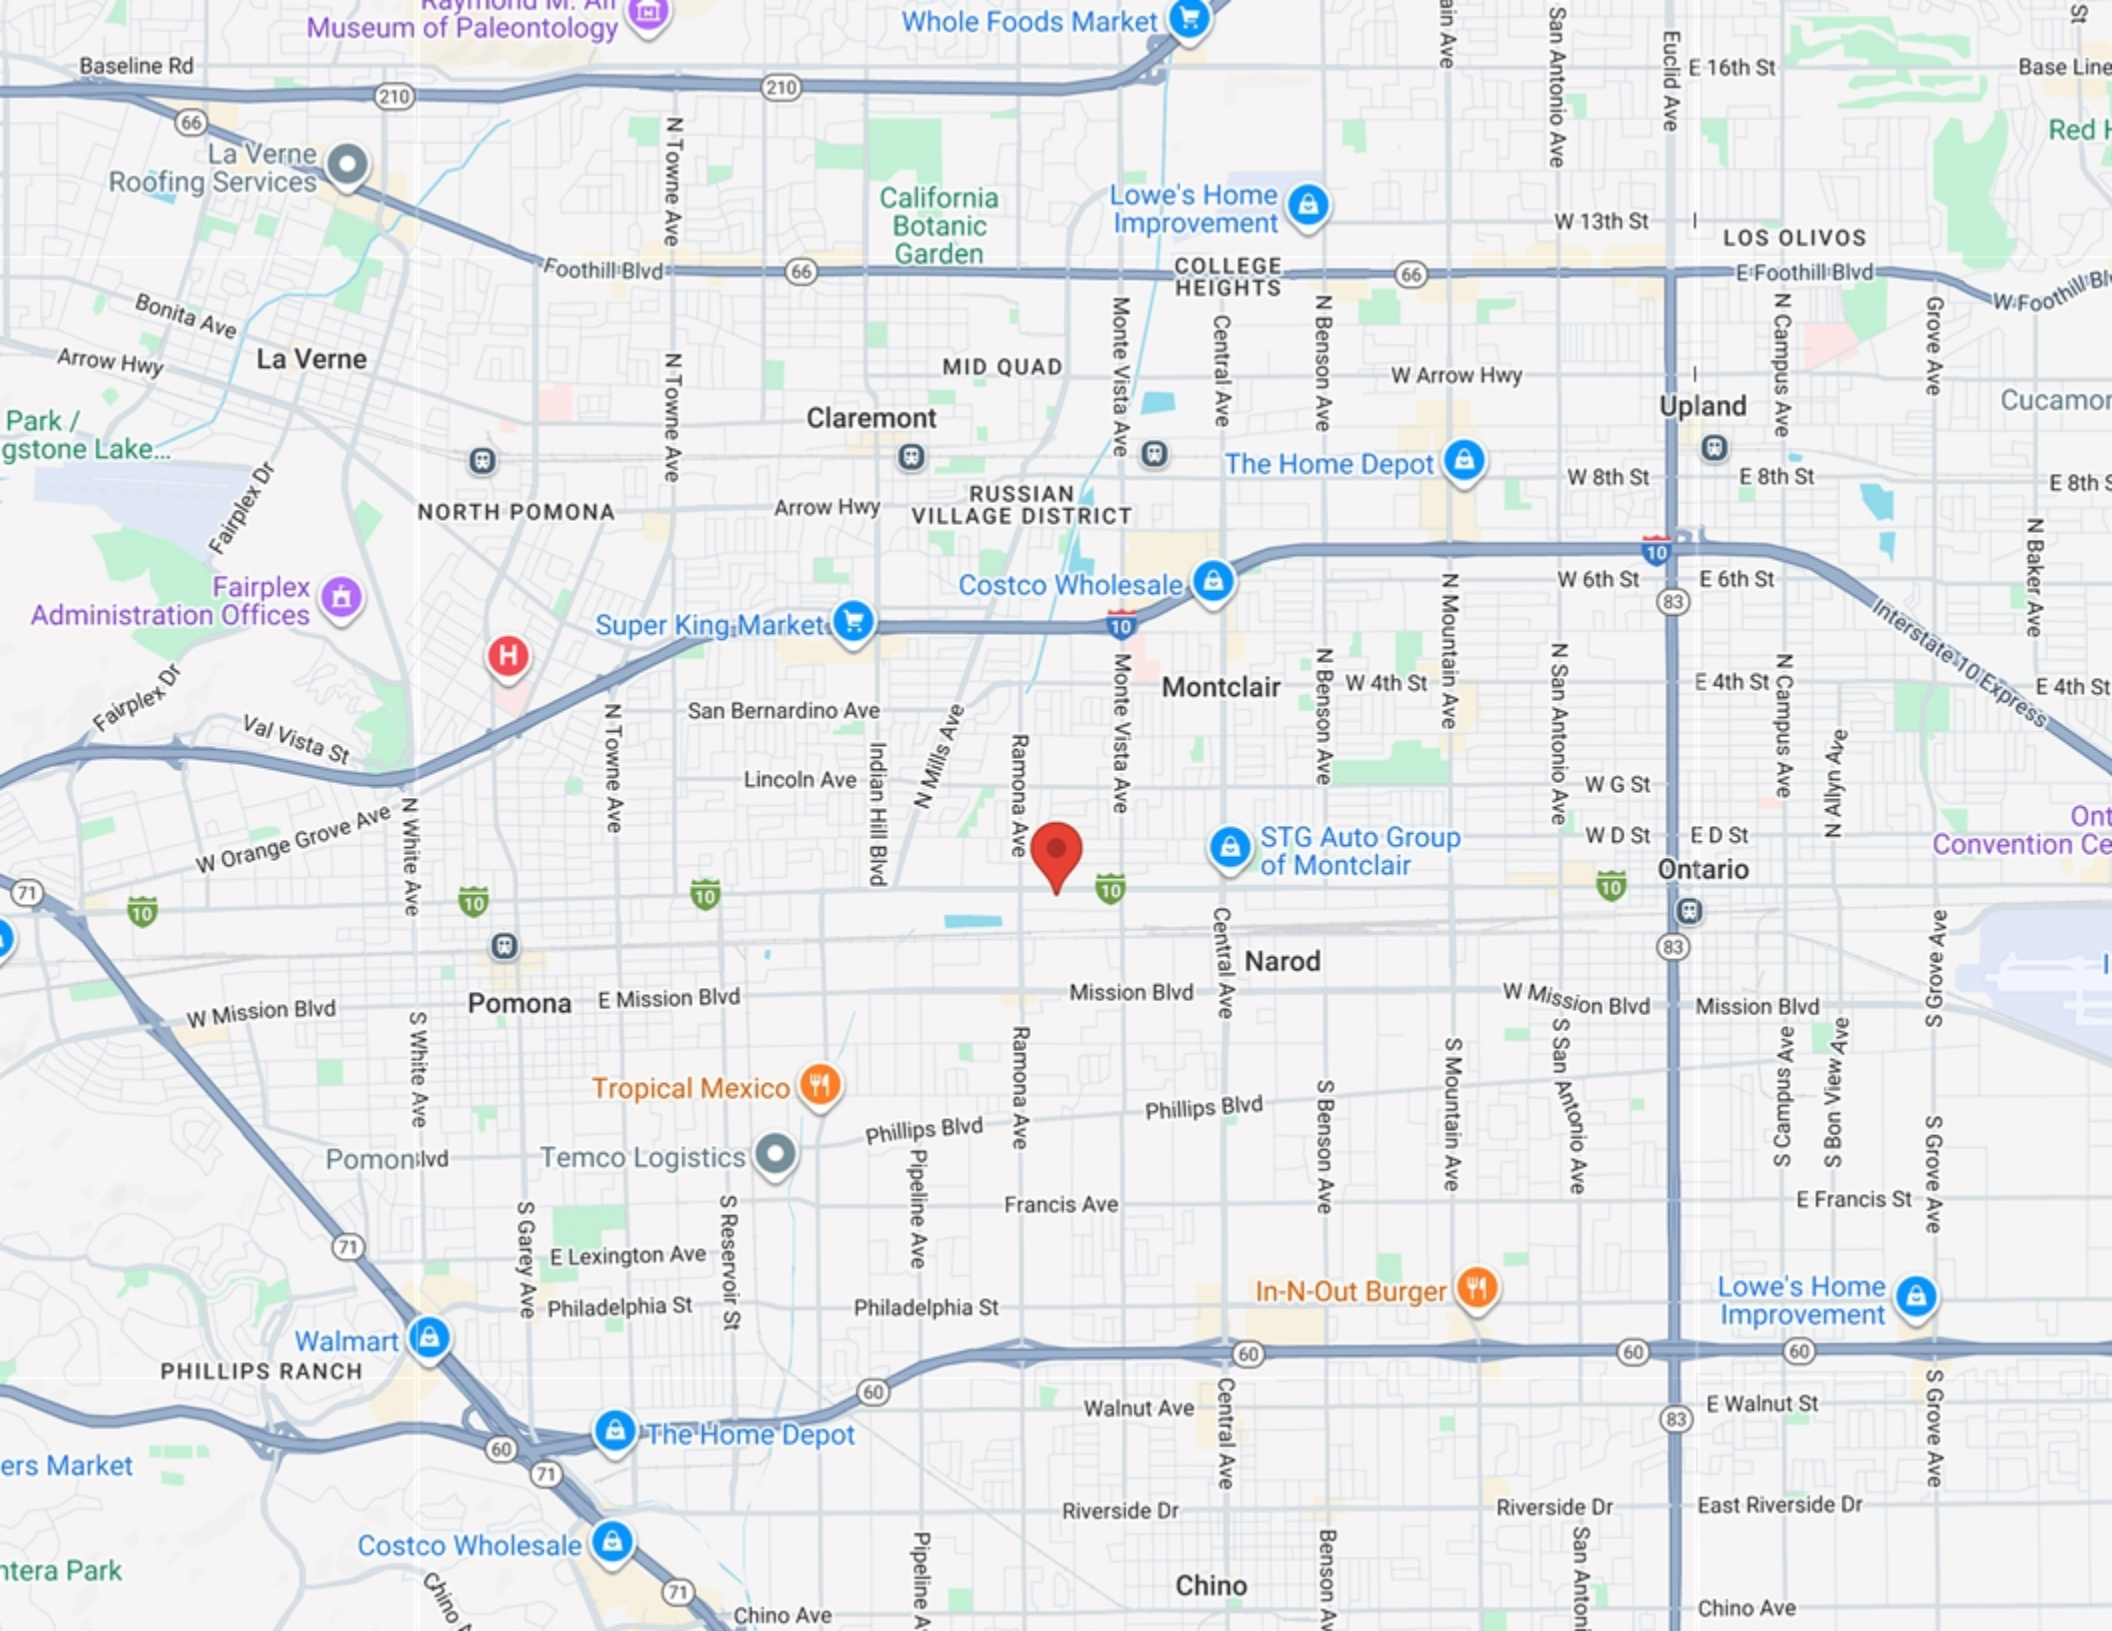 Raymond M. Alf
Museum of Paleontology
Whole Foods Market
ain Ave
San Antonio Ave
Euclid Ave
E 16th St
Base Line
St
Baseline Rd
210
210
66
La Verne
Roofing Services
N Towne Ave
California
Botanic
Garden
Lowe's Home
Improvement
W 13th St
LOS OLIVOS
Red H
Foothill Blvd
66
COLLEGE
HEIGHTS
66
E Foothill Blvd
W Foothill Blv
Bonita Ave
Arrow Hwy
La Verne
N Towne Ave
MID QUAD
Monte Vista Ave
Central Ave
N Benson Ave
W Arrow Hwy
N Campus Ave
Grove Ave
Upland
Cucamon
Park /
gstone Lake...
Claremont
The Home Depot
W 8th St
E 8th St
E 8th S
Fairplex Dr
NORTH POMONA
Arrow Hwy
RUSSIAN
VILLAGE DISTRICT
10
N Baker Ave
Fairplex
Administration Offices
Costco Wholesale
W 6th St
E 6th St
83
Super King Market
10
H
N Mountain Ave
Interstate 10 Express
Fairplex Dr
Val Vista St
San Bernardino Ave
Montclair
W 4th St
E 4th St
E 4th St
N Towne Ave
Indian Hill Blvd
N Mills Ave
Ramona Ave
Monte Vista Ave
N Benson Ave
N San Antonio Ave
N Campus Ave
N Allyn Ave
Lincoln Ave
W G St
W Orange Grove Ave
N White Ave
STG Auto Group
of Montclair
W D St
E D St
Ont
Convention Ce
Ontario
71
10
10
10
10
10
Central Ave
Narod
83
S Grove Ave
Pomona
W Mission Blvd
E Mission Blvd
Mission Blvd
W Mission Blvd
Mission Blvd
S White Ave
Tropical Mexico
Ramona Ave
Phillips Blvd
Phillips Blvd
S Benson Ave
S Mountain Ave
S San Antonio Ave
S Campus Ave
S Bon View Ave
S Grove Ave
Pomon
lvd
Temco Logistics
Pipeline Ave
Francis Ave
E Francis St
S Garey Ave
S Reservoir St
71
E Lexington Ave
Philadelphia St
Philadelphia St
In-N-Out Burger
Lowe's Home
Improvement
Walmart
PHILLIPS RANCH
60
60
60
60
Central Ave
Walnut Ave
83
E Walnut St
S Grove Ave
60
71
The Home Depot
ers Market
Riverside Dr
Riverside Dr
East Riverside Dr
Costco Wholesale
Pipeline A
Benson Av
San Antoni
ntera Park
Chino A
71
Chino Ave
Chino
Chino Ave